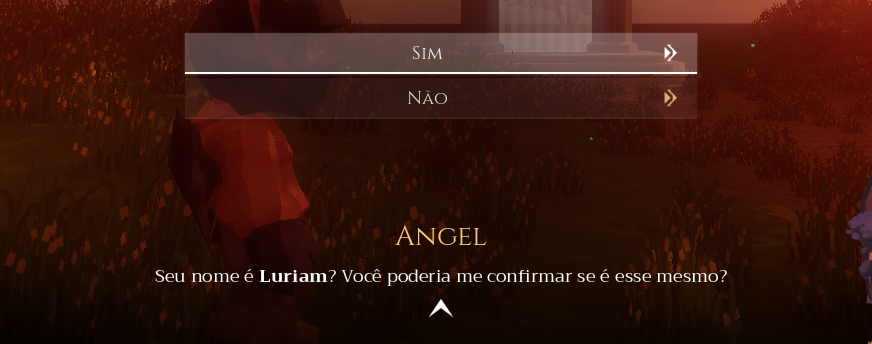 Sim
Não
Angel
Seu nome é Luriam? Você poderia me confirmar se é esse mesmo?